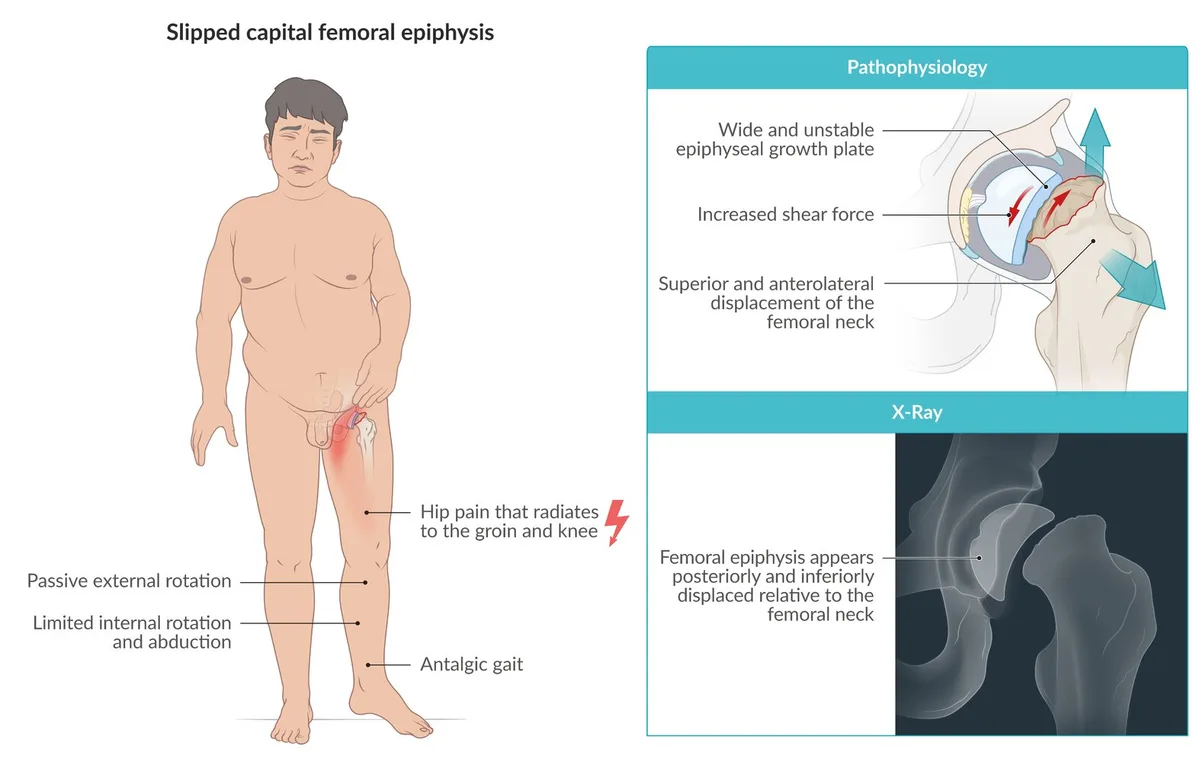 Slipped capital femoral epiphysis
Hip pain that radiates
to the groin and knee
Passive external rotation
Limited internal rotation
and abduction
Antalgic gait
Pathophysiology
Wide and unstable
epiphyseal growth plate
Increased shear force
Superior and anterolateral
displacement of the
femoral neck
X-Ray
Femoral epiphysis appears
posteriorly and inferiorly
displaced relative to the
femoral neck